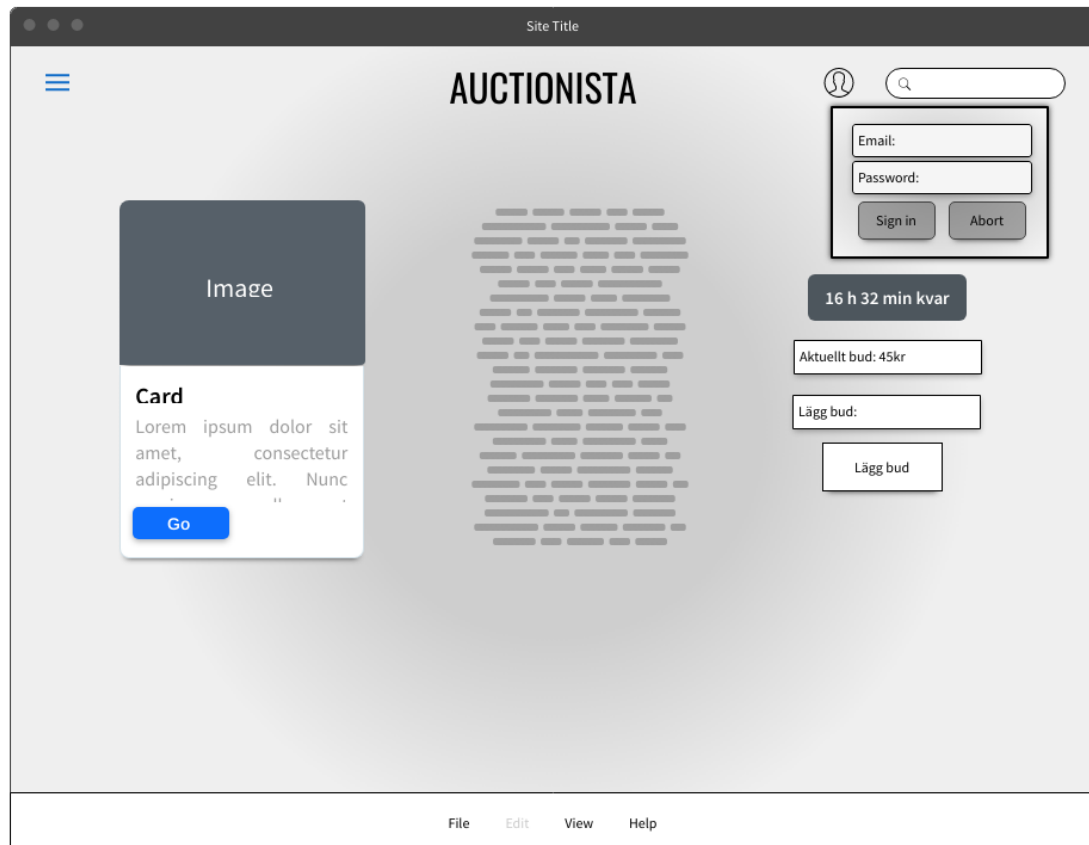 Site Title
AUCTIONISTA
Email:
Password:
Sign in
Abort
Image
Card
Lorem ipsum dolor sit
amet, consectetur
adipiscing elit. Nunc
Go
16 h 32 min kvar
Aktuellt bud: 45kr
Lägg bud:
Lägg bud
File
Edit
View
Help